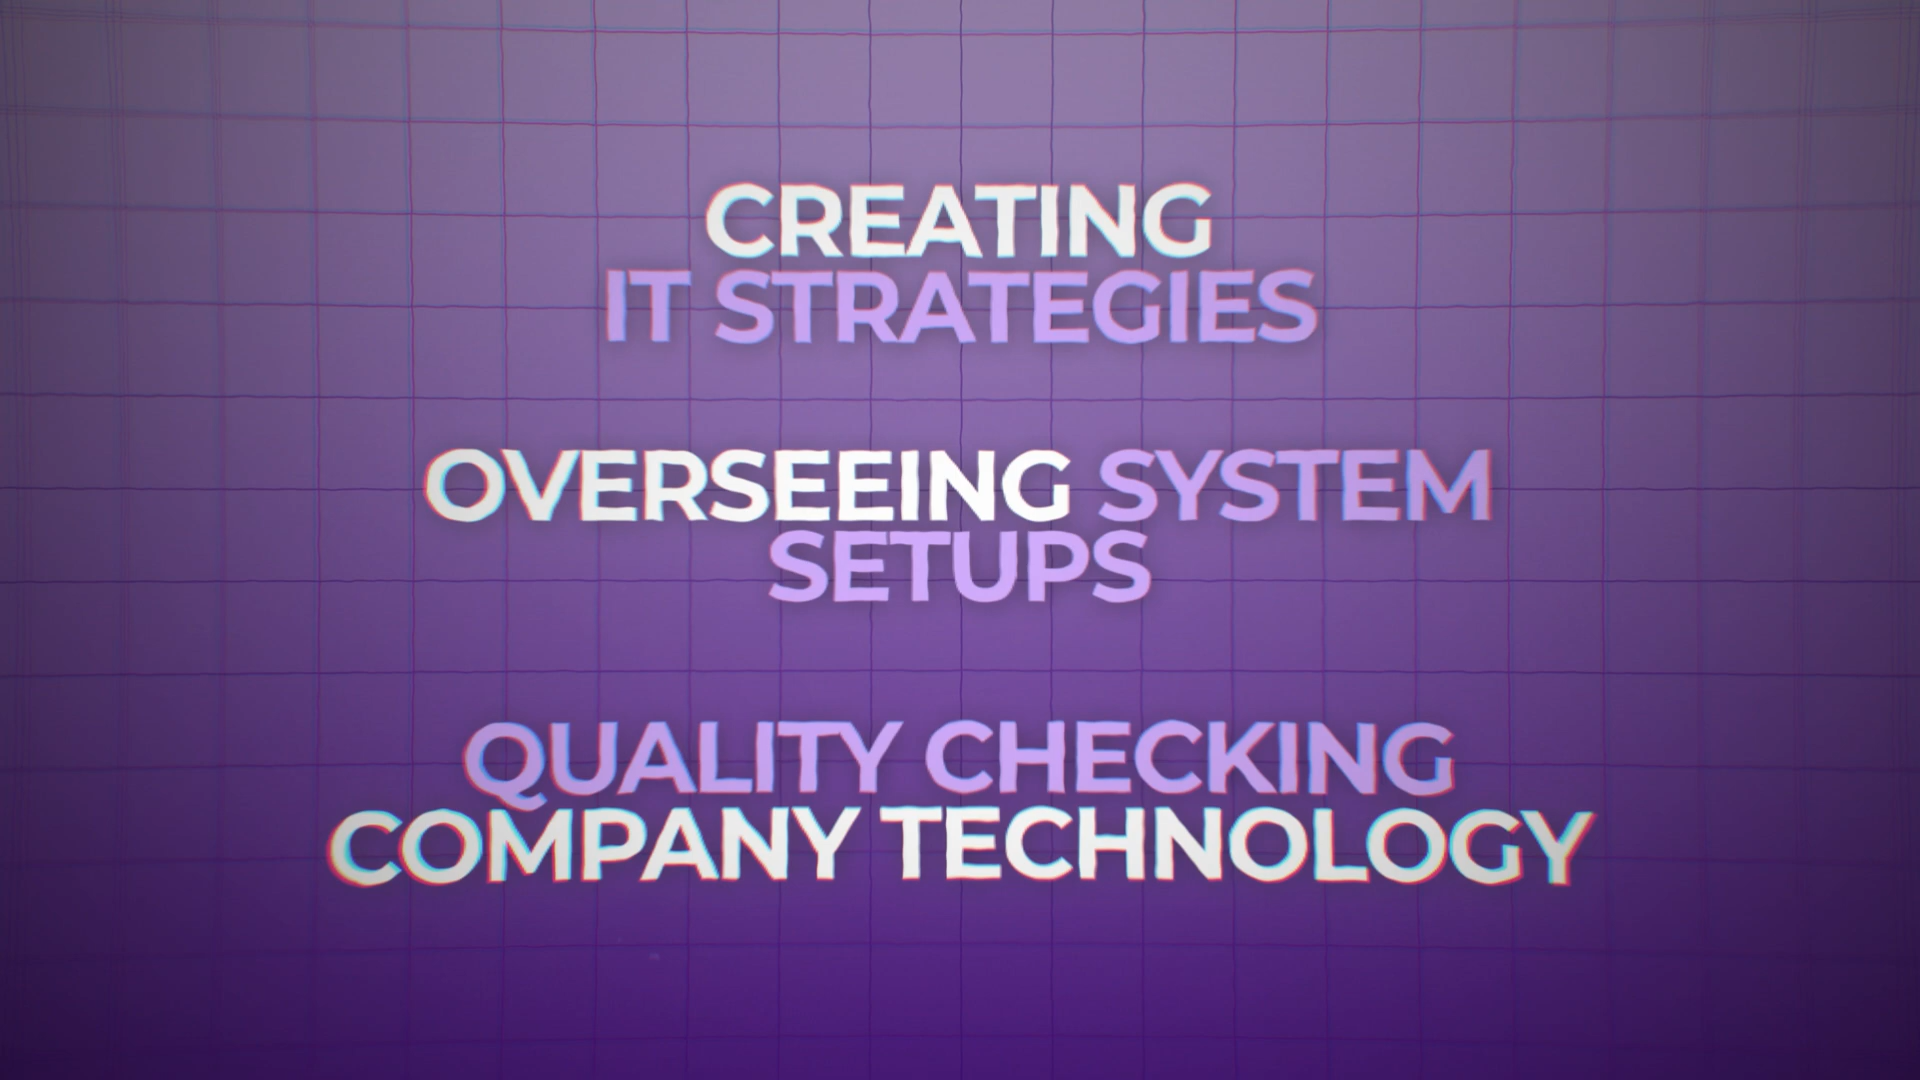 CREATING
IT STRATEGIES
OVERSEEING SYSTEM
SETUPS
QUALITY CHECKING
COMPANY TECHNOLOGY